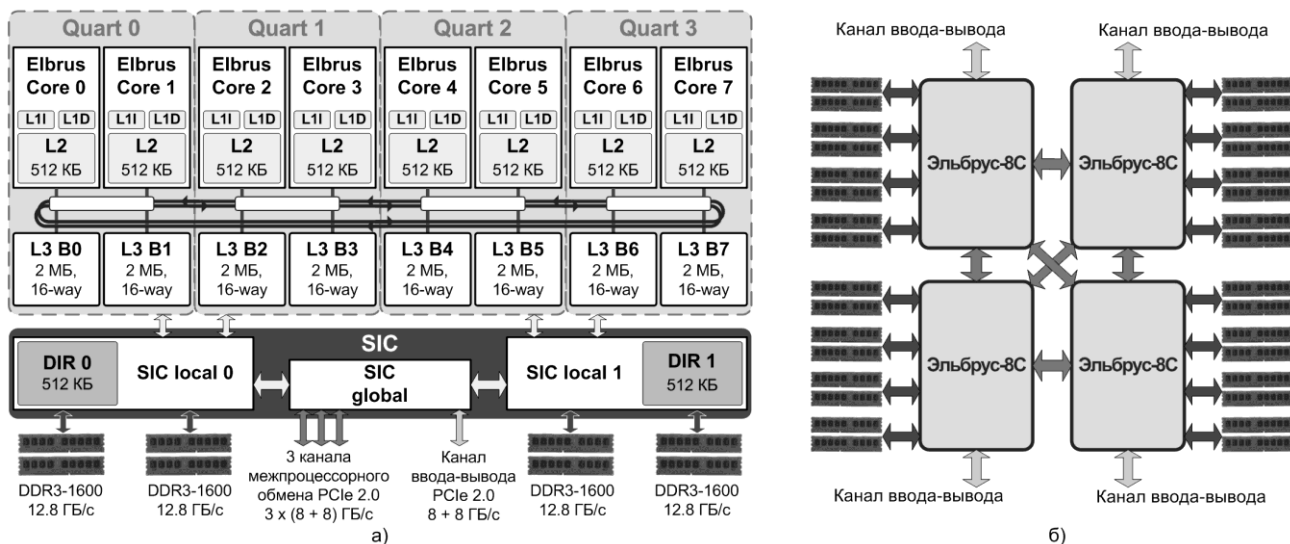 Quart 0
Quart 1
Quart 2
Quart 3
Elbrus
Core 0
Elbrus
Core 1
Elbrus
Core 2
Elbrus
Core 3
Elbrus
Core 4
Elbrus
Core 5
Elbrus
Core 6
Elbrus
Core 7
L1I L1D
L1I L1D
L1I L1D
L1I L1D
L1I L1D
L1I L1D
L1I L1D
L1I L1D
L2
512 КБ
L2
512 КБ
L2
512 КБ
L2
512 КБ
L2
512 КБ
L2
512 КБ
L2
512 КБ
L2
512 КБ
L3 B0
2 МБ,
16-way
L3 B1
2 МБ,
16-way
L3 B2
2 МБ,
16-way
L3 B3
2 МБ,
16-way
L3 B4
2 МБ,
16-way
L3 B5
2 МБ,
16-way
L3 B6
2 МБ,
16-way
L3 B7
2 МБ,
16-way
SIC
DIR 0
512 КБ
SIC local 0
SIC
global
SIC local 1
DIR 1
512 КБ
DDR3-1600
12.8 ГБ/с
DDR3-1600
12.8 ГБ/с
3 канала
межпроцессорного
обмена PCIe 2.0
3 x (8 + 8) ГБ/с
Канал
ввода-вывода
PCIe 2.0
8 + 8 ГБ/с
DDR3-1600
12.8 ГБ/с
DDR3-1600
12.8 ГБ/с
а)
Канал ввода-вывода
Канал ввода-вывода
Эльбрус-8С
Эльбрус-8С
Эльбрус-8С
Эльбрус-8С
Канал ввода-вывода
Канал ввода-вывода
б)